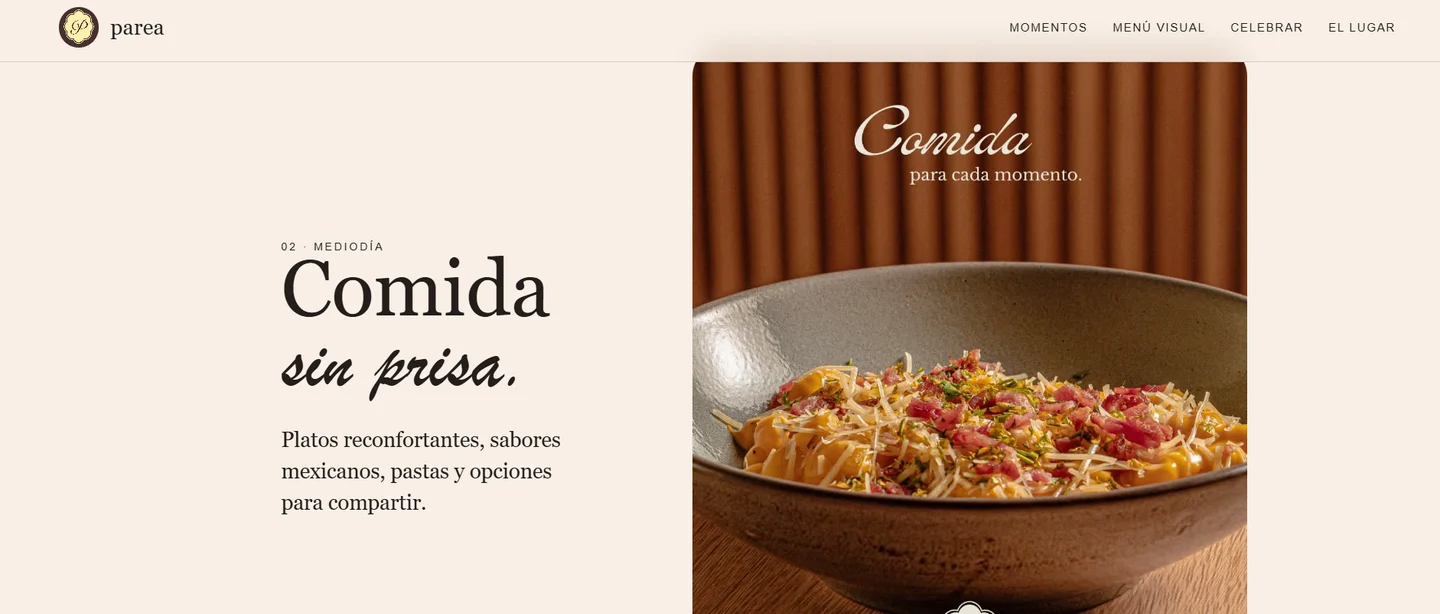 P
parea
MOMENTOS
MENÚ VISUAL
CELEBRAR
EL LUGAR
02 · MEDIODÍA
Comida
sin prisa.
Platos reconfortantes, sabores
mexicanos, pastas y opciones
para compartir.
Comida
para cada momento.